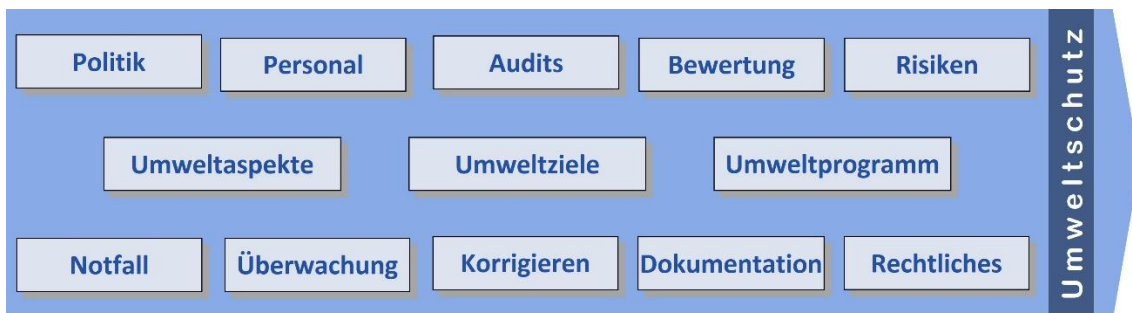 Politik
Personal
Audits
Bewertung
Risiken
Umweltaspekte
Umweltziele
Umweltprogramm
Notfall
Überwachung
Korrigieren
Dokumentation
Rechtliches
Umweltschutz